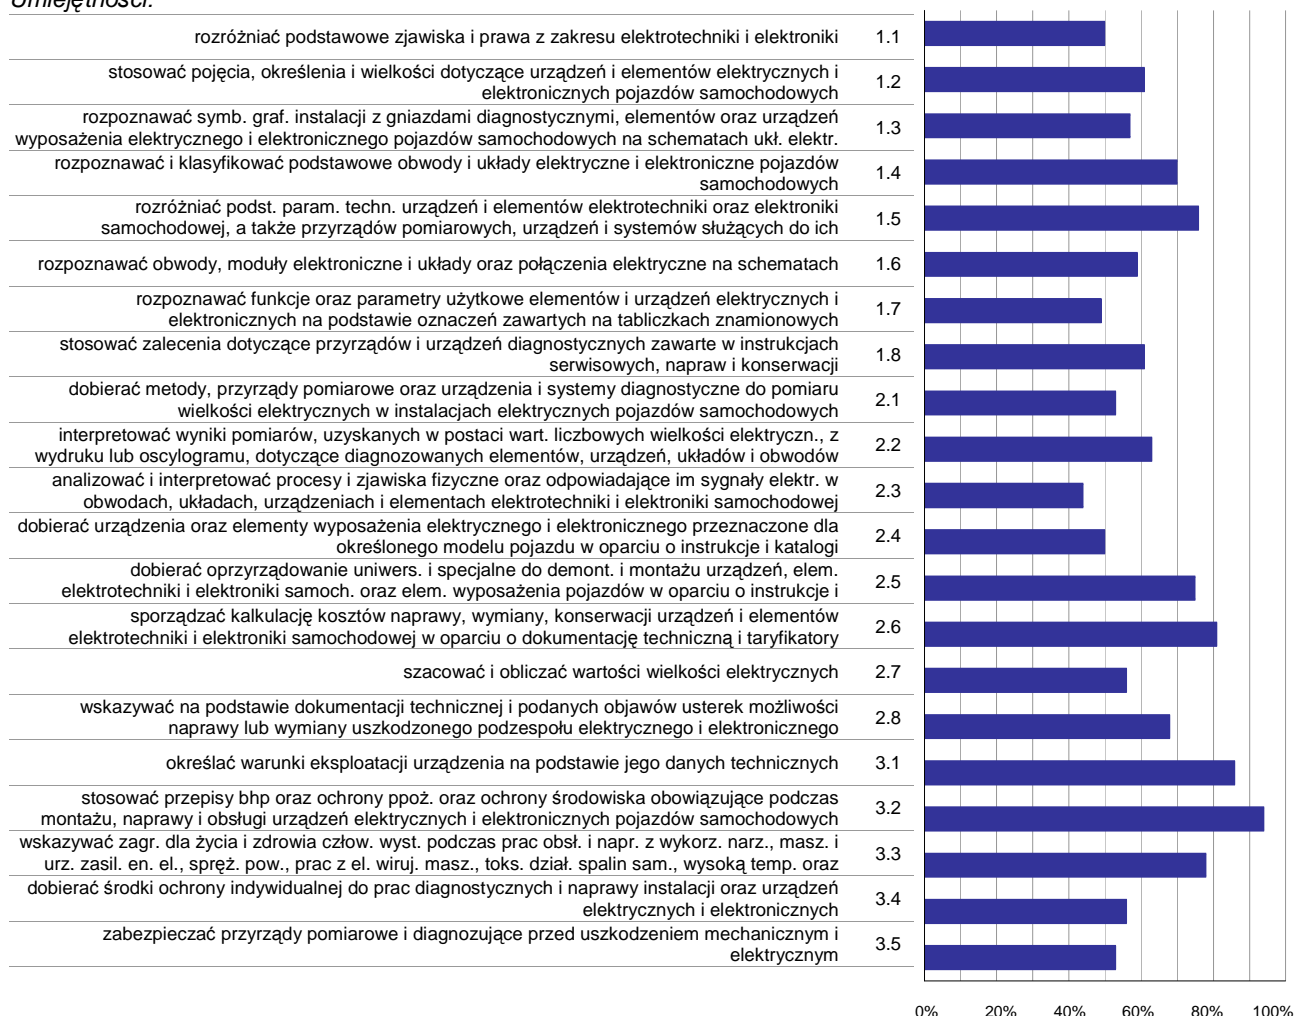 Umiejętności:
rozróżniać podstawowe zjawiska i prawa z zakresu elektrotechniki i elektroniki 1.1
stosować pojęcia, określenia i wielkości dotyczące urządzeń i elementów elektrycznych i
elektronicznych pojazdów samochodowych 1.2
rozpoznawać symb. graf. instalacji z gniazdami diagnostycznymi, elementów oraz urządzeń
wyposażenia elektrycznego i elektronicznego pojazdów samochodowych na schematach ukł. elektr. 1.3
rozpoznawać i klasyfikować podstawowe obwody i układy elektryczne i elektroniczne pojazdów
samochodowych 1.4
rozróżniać podst. param. techn. urządzeń i elementów elektrotechniki oraz elektroniki
samochodowej, a także przyrządów pomiarowych, urządzeń i systemów służących do ich 1.5
rozpoznawać obwody, moduły elektroniczne i układy oraz połączenia elektryczne na schematach 1.6
rozpoznawać funkcje oraz parametry użytkowe elementów i urządzeń elektrycznych i
elektronicznych na podstawie oznaczeń zawartych na tabliczkach znamionowych 1.7
stosować zalecenia dotyczące przyrządów i urządzeń diagnostycznych zawarte w instrukcjach
serwisowych, napraw i konserwacji 1.8
dobierać metody, przyrządy pomiarowe oraz urządzenia i systemy diagnostyczne do pomiaru
wielkości elektrycznych w instalacjach elektrycznych pojazdów samochodowych 2.1
interpretować wyniki pomiarów, uzyskanych w postaci wart. liczbowych wielkości elektryczn., z
wydruku lub oscylogramu, dotyczące diagnozowanych elementów, urządzeń, układów i obwodów 2.2
analizować i interpretować procesy i zjawiska fizyczne oraz odpowiadające im sygnały elektr. w
obwodach, układach, urządzeniach i elementach elektrotechniki i elektroniki samochodowej 2.3
dobierać urządzenia oraz elementy wyposażenia elektrycznego i elektronicznego przeznaczone dla
określonego modelu pojazdu w oparciu o instrukcje i katalogi 2.4
dobierać oprzyrządowanie uniwers. i specjalne do demont. i montażu urządzeń, elem.
elektrotechniki i elektroniki samoch. oraz elem. wyposażenia pojazdów w oparciu o instrukcje i 2.5
sporządzać kalkulację kosztów naprawy, wymiany, konserwacji urządzeń i elementów
elektrotechniki i elektroniki samochodowej w oparciu o dokumentację techniczną i taryfikatory 2.6
szacować i obliczać wartości wielkości elektrycznych 2.7
wskazywać na podstawie dokumentacji technicznej i podanych objawów usterek możliwości
naprawy lub wymiany uszkodzonego podzespołu elektrycznego i elektronicznego 2.8
określać warunki eksploatacji urządzenia na podstawie jego danych technicznych 3.1
stosować przepisy bhp oraz ochrony ppoż. oraz ochrony środowiska obowiązujące podczas
montażu, naprawy i obsługi urządzeń elektrycznych i elektronicznych pojazdów samochodowych 3.2
wskazywać zagr. dla życia i zdrowia człow. wyst. podczas prac obsł. i napr. z wykorz. narz., masz. i
urz. zasil. en. el., spręż. pow., prac z el. wiruj. masz., toks. dział. spalin sam., wysoką temp. oraz 3.3
dobierać środki ochrony indywidualnej do prac diagnostycznych i naprawy instalacji oraz urządzeń
elektrycznych i elektronicznych 3.4
zabezpieczać przyrządy pomiarowe i diagnozujące przed uszkodzeniem mechanicznym i
elektrycznym 3.5
0% 20% 40% 60% 80% 100%